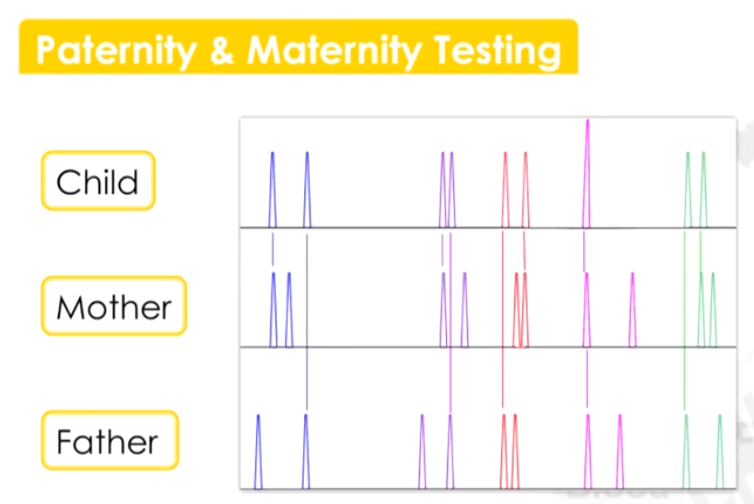 Paternity & Maternity Testing
Child
Mother
Father